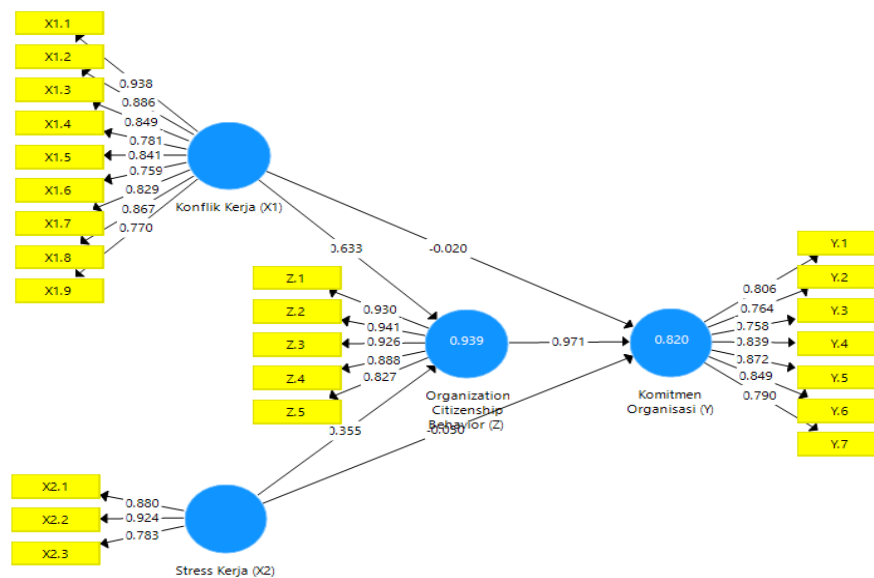 X1.1
X1.2
X1.3
X1.4
X1.5
X1.6
X1.7
X1.8
X1.9
0.938
0.886
0.849
0.781
0.841
0.759
0.829
0.867
0.770
Konflik Kerja (X1)
0.633
-0.020
Z.1
Z.2
Z.3
Z.4
Z.5
0.930
0.941
0.926
0.888
0.827
0.939
Organization
Citizenship
Behavior (Z)
0.971
0.820
Komitmen
Organisasi (Y)
0.806
0.764
0.758
0.839
0.872
0.849
0.790
Y.1
Y.2
Y.3
Y.4
Y.5
Y.6
Y.7
0.355
X2.1
X2.2
X2.3
0.880
0.924
0.783
Stress Kerja (X2)